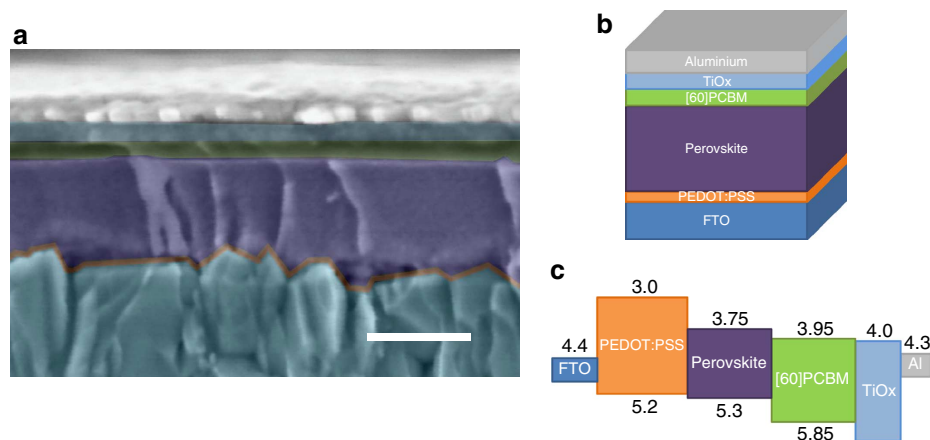 a
b
Aluminium
TiOx
[60]PCBM
Perovskite
PEDOT:PSS
FTO
c
3.0
3.75
3.95
4.0
4.3
4.4
PEDOT:PSS
Perovskite
[60]PCBM
TiOx
Al
FTO
5.2
5.3
5.85